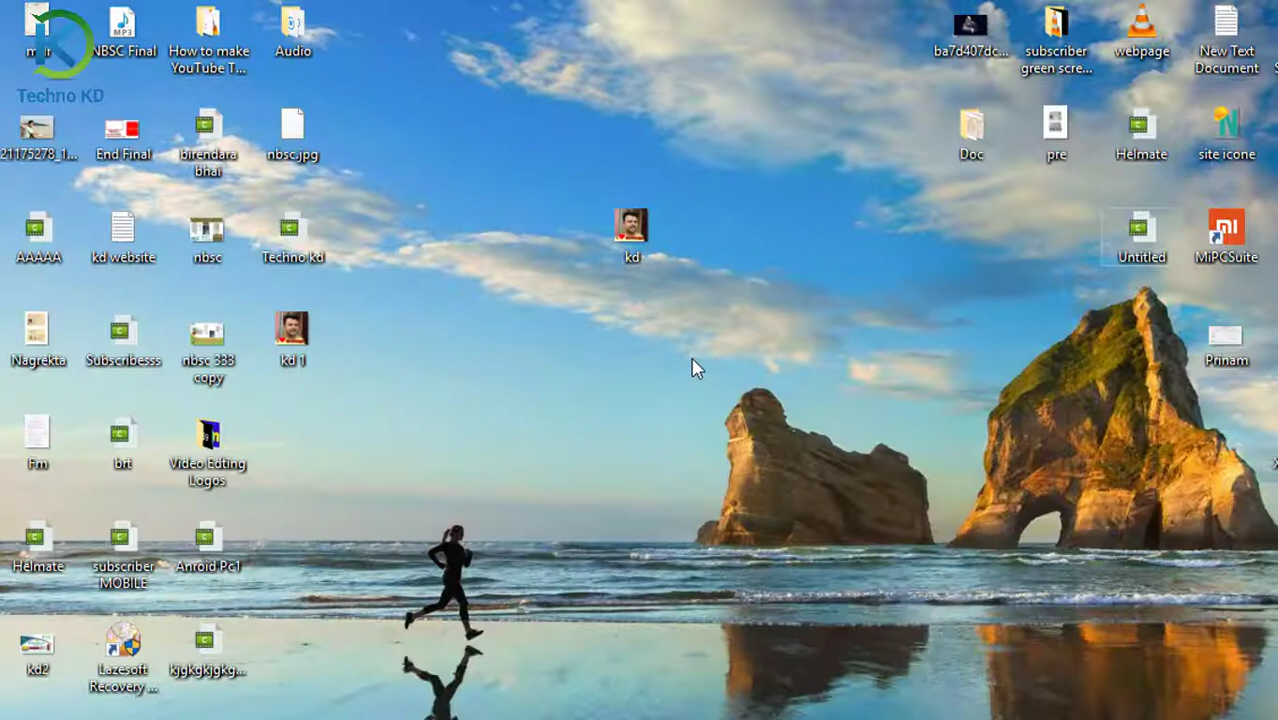 Techno KD
NBSC Final
How to make
YouTube T...
Audio
ba7d407dc...
subscriber
green scre...
webpage
New Text
Document
21175278_1...
End Final
birendara
bhai
nbsc.jpg
Doc
pre
Helmate
site icone
AAAAA
kd website
nbsc
Techno kd
kd
Untitled
MiPCSuite
Nagrekta
Subscribesss
nbsc 333
copy
kd 1
Prinam
Fm
brt
Video Edting
Logos
Helmate
subscriber
MOBILE
Anroid Pc1
kd2
Lazesoft
Recovery ...
kjgkgkjgkg...